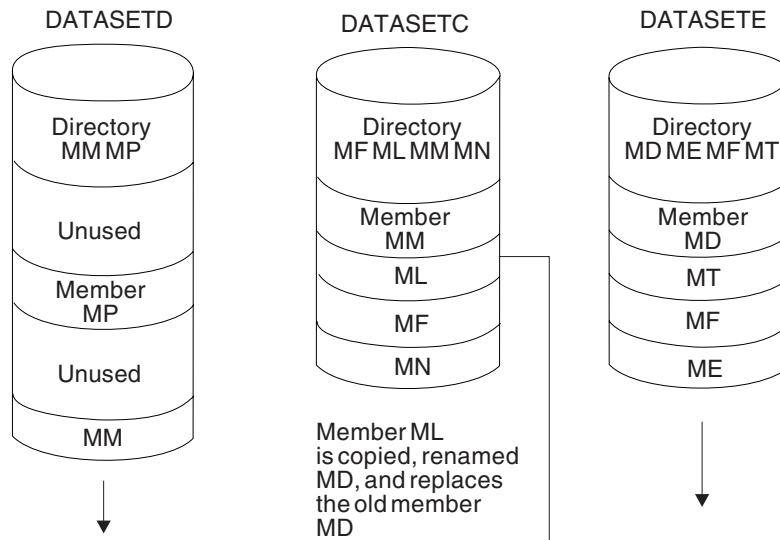 DATASETD
Directory
MM MP
Unused
Member
MP
Unused
MM
DATASETC
Directory
MF ML MM MN
Member
MM
ML
MF
MN
Member ML
is copied, renamed
MD, and replaces
the old member
MD
DATASETE
Directory
MD ME MF MT
Member
MD
MT
MF
ME